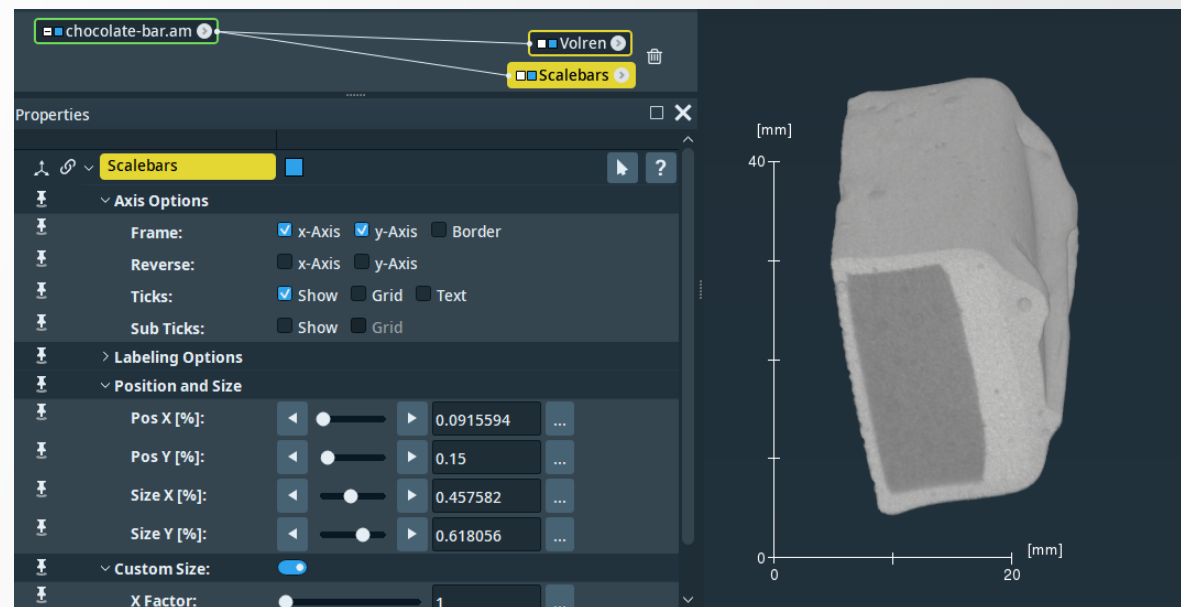 chocolate-bar.am
Volren
Scalebars
Properties
Scalebars
?
Axis Options
Frame: x-Axis y-Axis Border
Reverse: x-Axis y-Axis
Ticks: Show Grid Text
Sub Ticks: Show Grid
Labeling Options
Position and Size
Pos X [%]: 0.0915594 ...
Pos Y [%]: 0.15 ...
Size X [%]: 0.457582 ...
Size Y [%]: 0.618056 ...
Custom Size:
X Factor: 1 ...
[mm]
40
0
[mm]
0 20